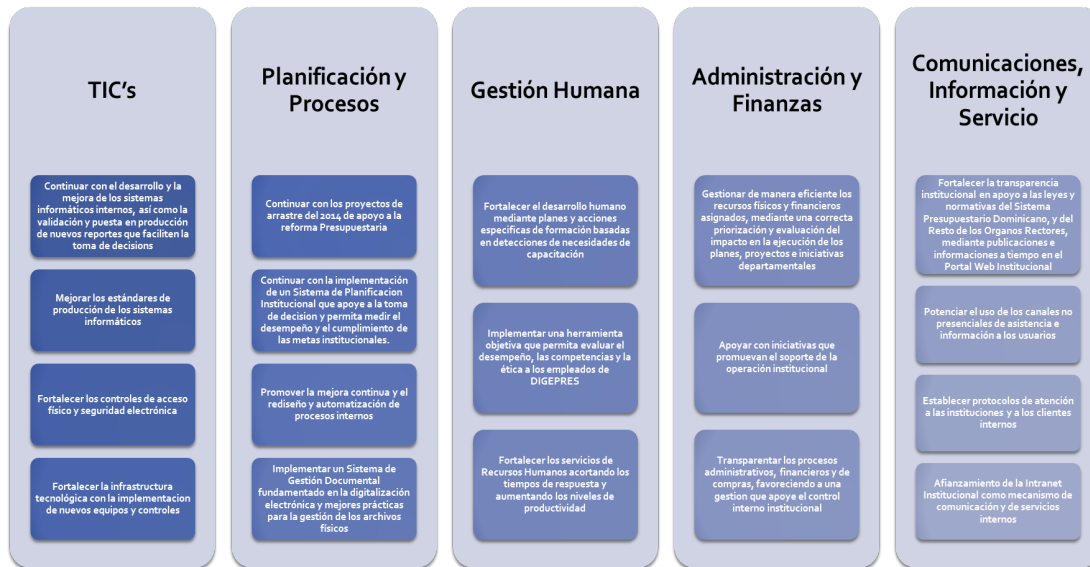 TIC's
Continuar con el desarrollo y la
mejora de los sistemas
informáticos internos, así como la
validación y puesta en producción
de nuevos reportes que faciliten la
toma de decisions
Mejorar los estándares de
producción de los sistemas
informáticos
Fortalecer los controles de acceso
físico y seguridad electrónica
Fortalecer la infraestructura
tecnológica con la implementacion
de nuevos equipos y controles
Planificación y
Procesos
Continuar con los proyectos de
arrastre del 2014 de apoyo a la
reforma Presupuestaria
Continuar con la implementación
de un Sistema de Planificacion
Institucional que apoye a la toma
de decision y permita medir el
desempeño y el cumplimiento de
las metas institucionales.
Promover la mejora continua y el
rediseño y automatización de
procesos internos
Implementar un Sistema de
Gestión Documental
fundamentado en la digitalización
electrónica y mejores prácticas
para la gestión de los archivos
físicos
Gestión Humana
Fortalecer el desarrollo humano
mediante planes y acciones
especificas de formación basadas
en detecciones de necesidades de
capacitación
Implementar una herramienta
objetiva que permita evaluar el
desempeño, las competencias y la
ética a los empleados de
DIGEPRES
Fortalecer los servicios de
Recursos Humanos acortando los
tiempos de respuesta y
aumentando los niveles de
productividad
Administración y
Finanzas
Gestionar de manera eficiente los
recursos físicos y financieros
asignados, mediante una correcta
priorización y evaluación del
impacto en la ejecución de los
planes, proyectos e iniciativas
departamentales
Apoyar con iniciativas que
promuevan el soporte de la
operación institucional
Transparentar los procesos
administrativos, financieros y de
compras, favoreciendo a una
gestion que apoye el control
interno institucional
Comunicaciones,
Información y
Servicio
Fortalecer la transparencia
institucional en apoyo a las leyes y
normativas del Sistema
Presupuestario Dominicano, y del
Resto de los Organos Rectores,
mediante publicaciones e
informaciones a tiempo en el
Portal Web Institucional
Potenciar el uso de los canales no
presenciales de asistencia e
información a los usuarios
Establecer protocolos de atención
a las instituciones y a los clientes
internos
Afianzamiento de la Intranet
Institucional como mecanismo de
comunicación y de servicios
internos